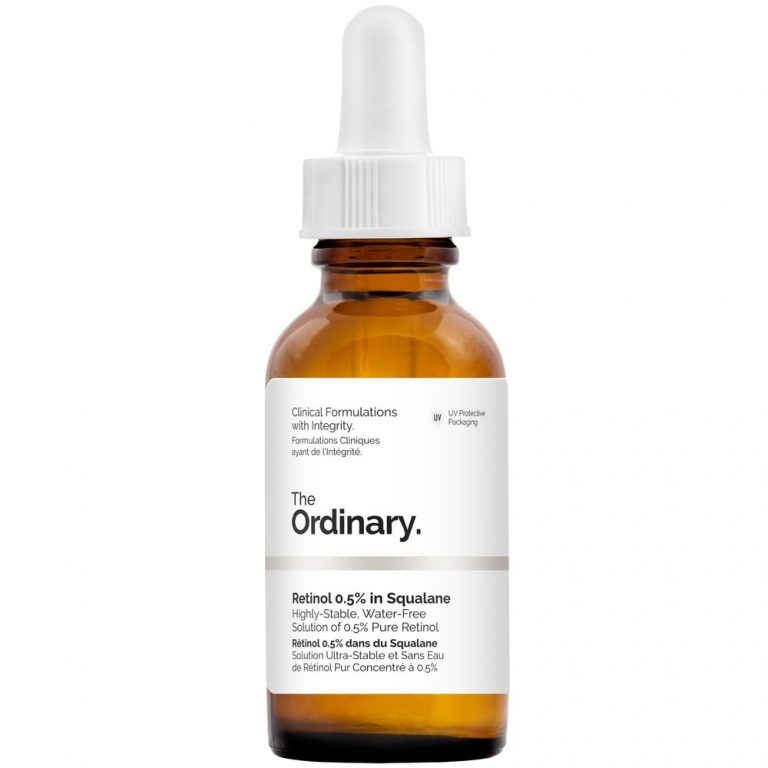 Clinical Formulations
with Integrity.
Formulations Cliniques
ayant de l'Intégrité.
UV
UV Protective
Packaging
The
Ordinary.
Retinol 0.5% in Squalane
Highly-Stable, Water-Free
Solution of 0.5% Pure Retinol
Rétinol 0.5% dans du Squalane
Solution Ultra-Stable et Sans Eau
de Rétinol Pur Concentré à 0.5%